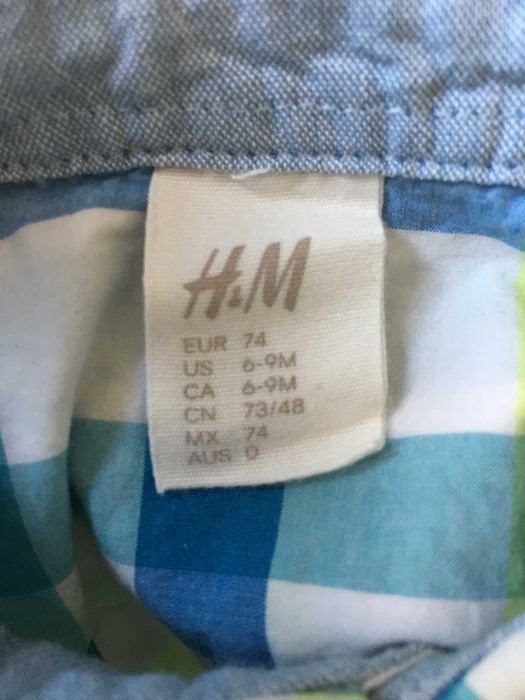 H&M
EUR 74
US 6-9M
CA 6-9M
CN 73/48
MX 74
AUS 0